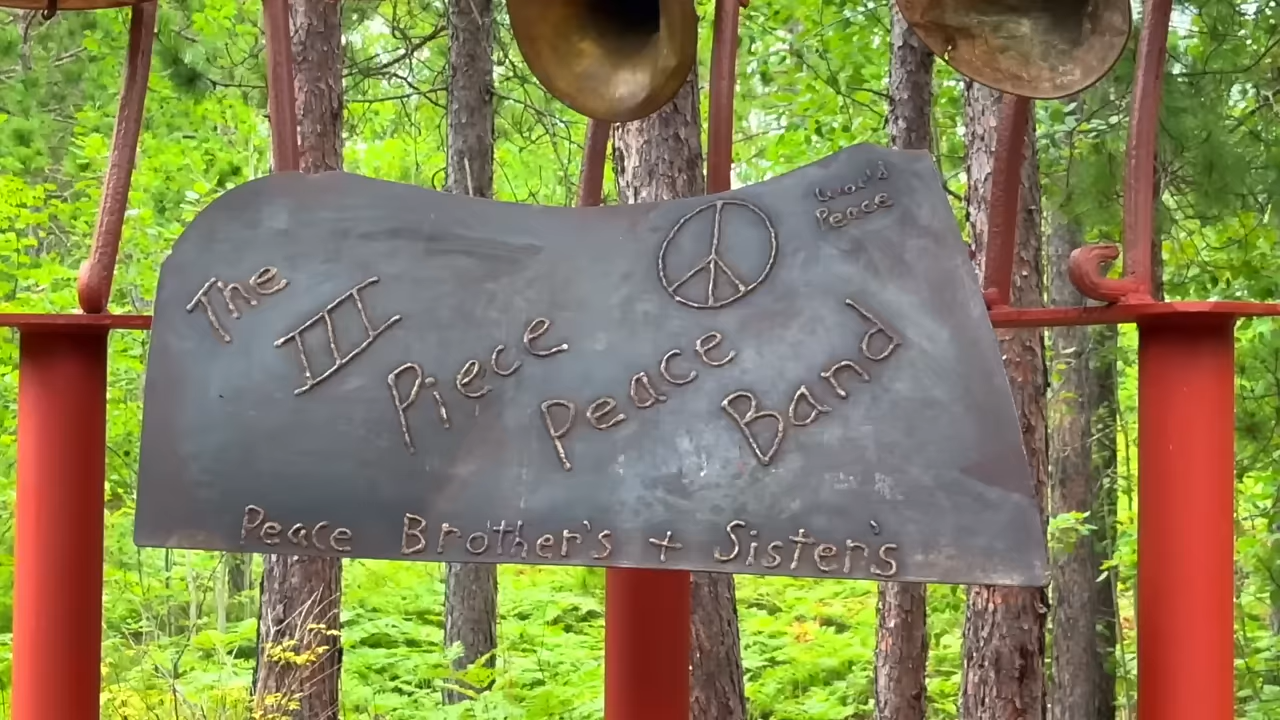 World
Peace
The III Piece Peace Band
Peace Brother's + Sister's